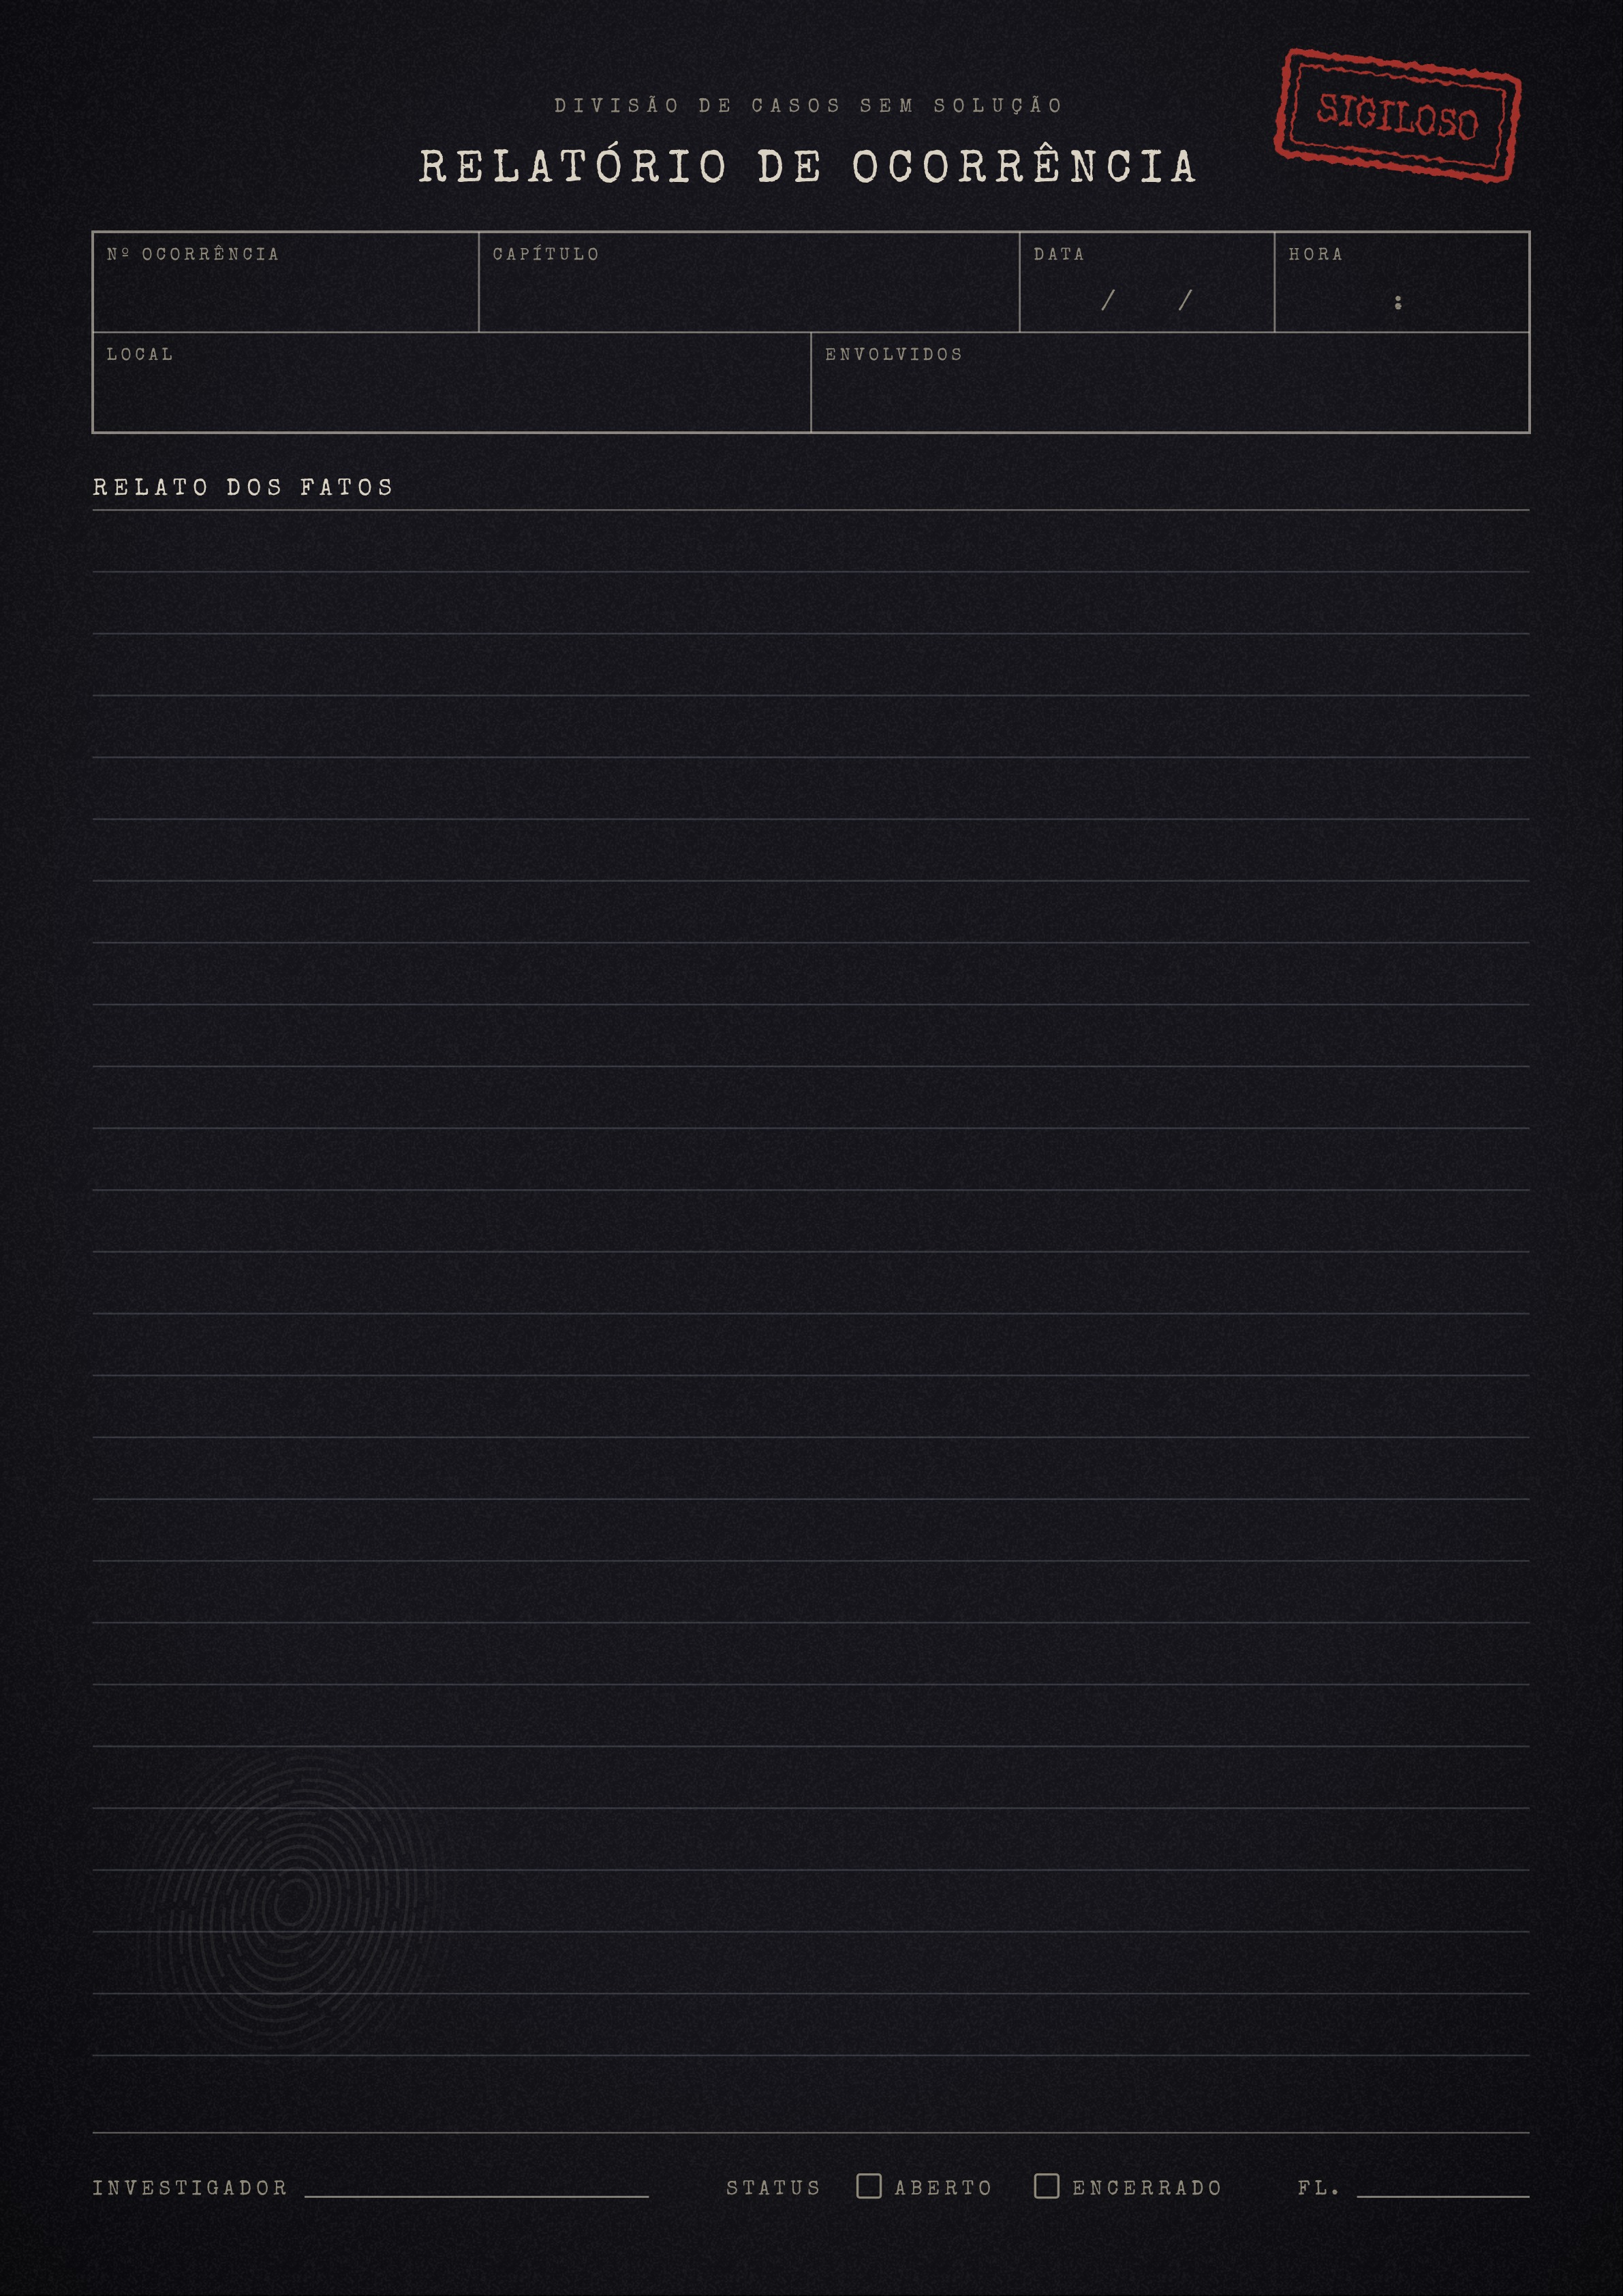 DIVISÃO DE CASOS SEM SOLUÇÃO
RELATÓRIO DE OCORRÊNCIA
SIGILOSO
Nº OCORRÊNCIA
CAPÍTULO
DATA
/ /
HORA
:
LOCAL
ENVOLVIDOS
RELATO DOS FATOS
INVESTIGADOR
STATUS ABERTO ENCERRADO
FL.